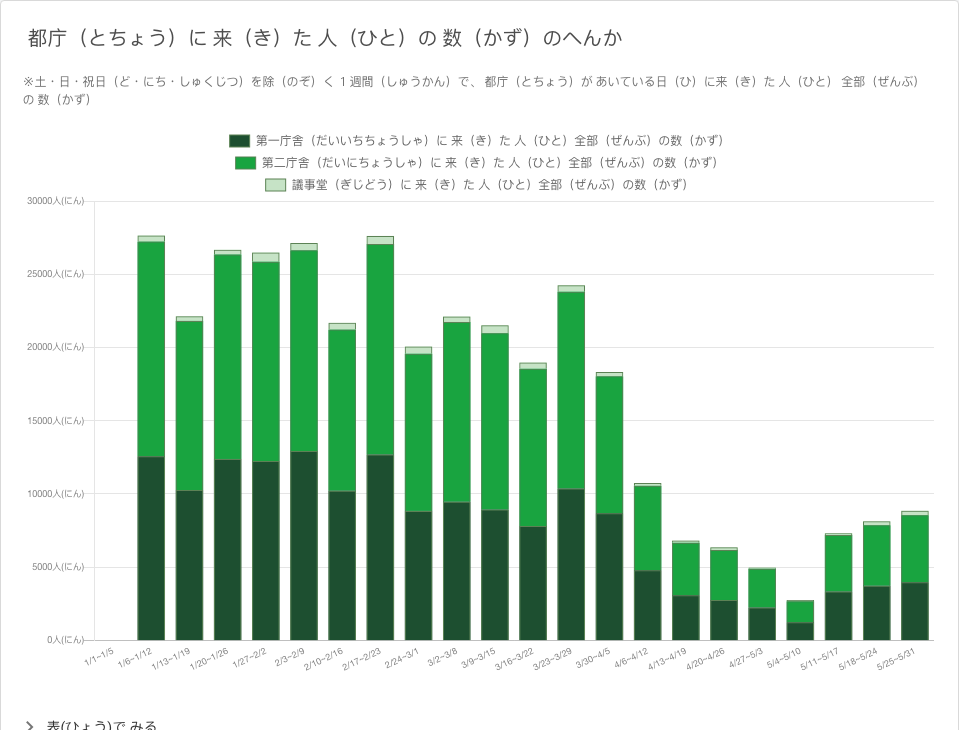 都庁（とちょう）に 来（き）た 人（ひと）の 数（かず）のへんか
※土・日・祝日（ど・にち・しゅくじつ）を除（のぞ）く 1 週間（しゅうかん）で、 都庁（とちょう）が あいている日（ひ）に来（き）た 人（ひと） 全部（ぜんぶ）
の 数（かず）
第一庁舎（だいいちちょうしゃ）に 来（き）た 人（ひと）全部（ぜんぶ）の数（かず）
第二庁舎（だいにちょうしゃ）に 来（き）た 人（ひと）全部（ぜんぶ）の数（かず）
議事堂（ぎじどう）に 来（き）た 人（ひと）全部（ぜんぶ）の数（かず）
30000人(にん)
25000人(にん)
20000人(にん)
15000人(にん)
10000人(にん)
5000人(にん)
0人(にん)
1/1~1/5
1/6~1/12
1/13~1/19
1/20~1/26
1/27~2/2
2/3~2/9
2/10~2/16
2/17~2/23
2/24~3/1
3/2~3/8
3/9~3/15
3/16~3/22
3/23~3/29
3/30~4/5
4/6~4/12
4/13~4/19
4/20~4/26
4/27~5/3
5/4~5/10
5/11~5/17
5/18~5/24
5/25~5/31
表(ひょう)で みる